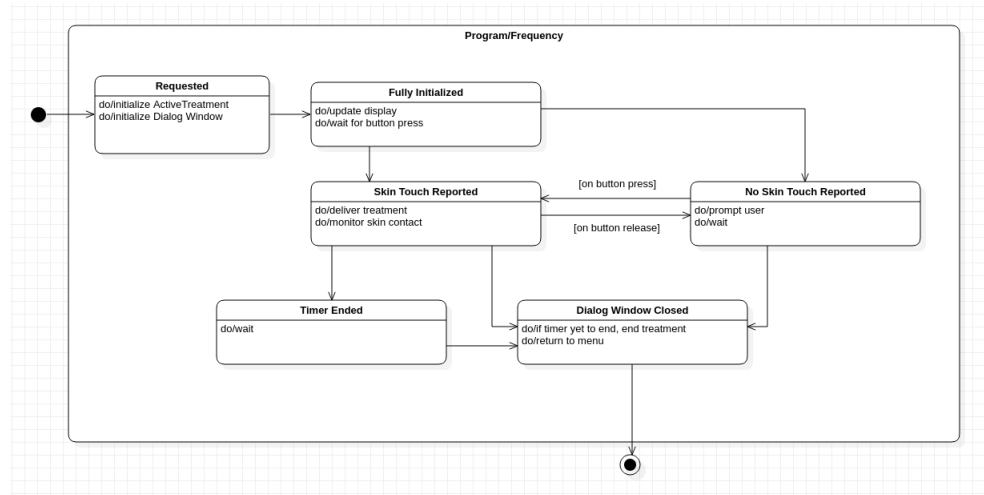 Program/Frequency
Requested
do/initialize ActiveTreatment
do/initialize Dialog Window
Fully Initialized
do/update display
do/wait for button press
Skin Touch Reported
do/deliver treatment
do/monitor skin contact
[on button press]
[on button release]
No Skin Touch Reported
do/prompt user
do/wait
Timer Ended
do/wait
Dialog Window Closed
do/if timer yet to end, end treatment
do/return to menu